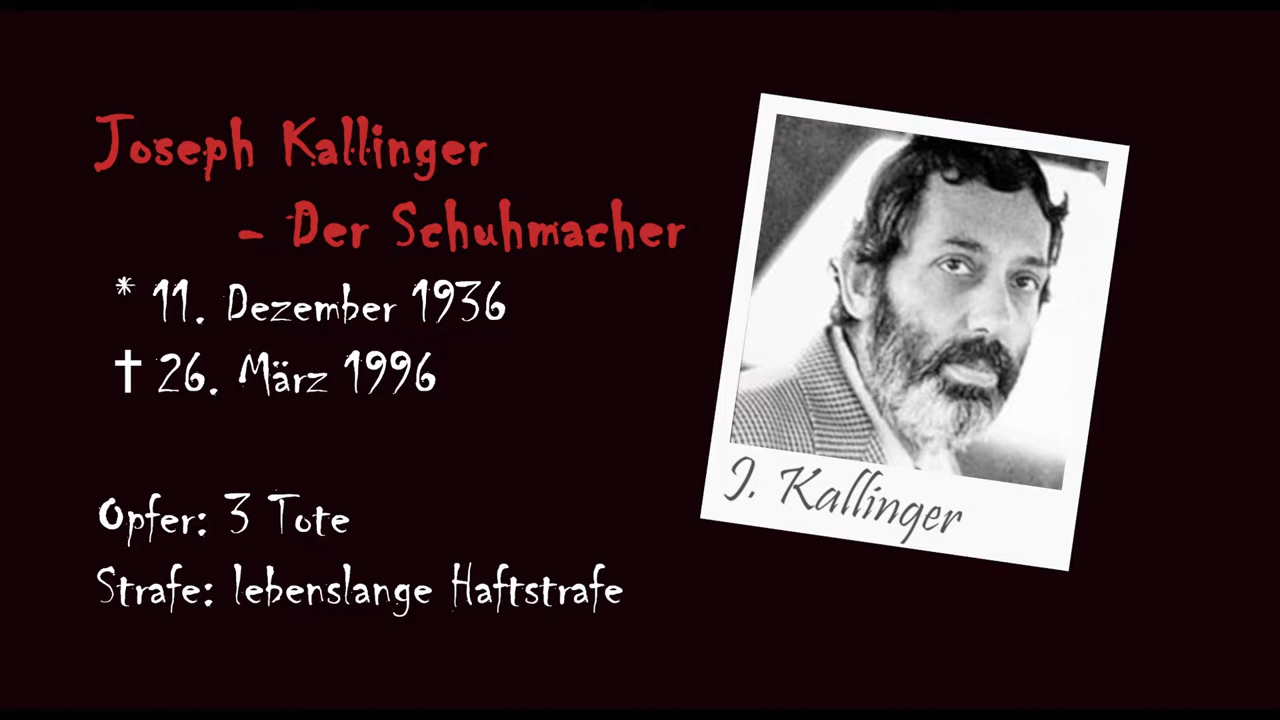 Joseph Kallinger
- Der Schuhmacher
* 11. Dezember 1936
† 26. März 1996
Opfer: 3 Tote
Strafe: lebenslange Haftstrafe
J. Kallinger